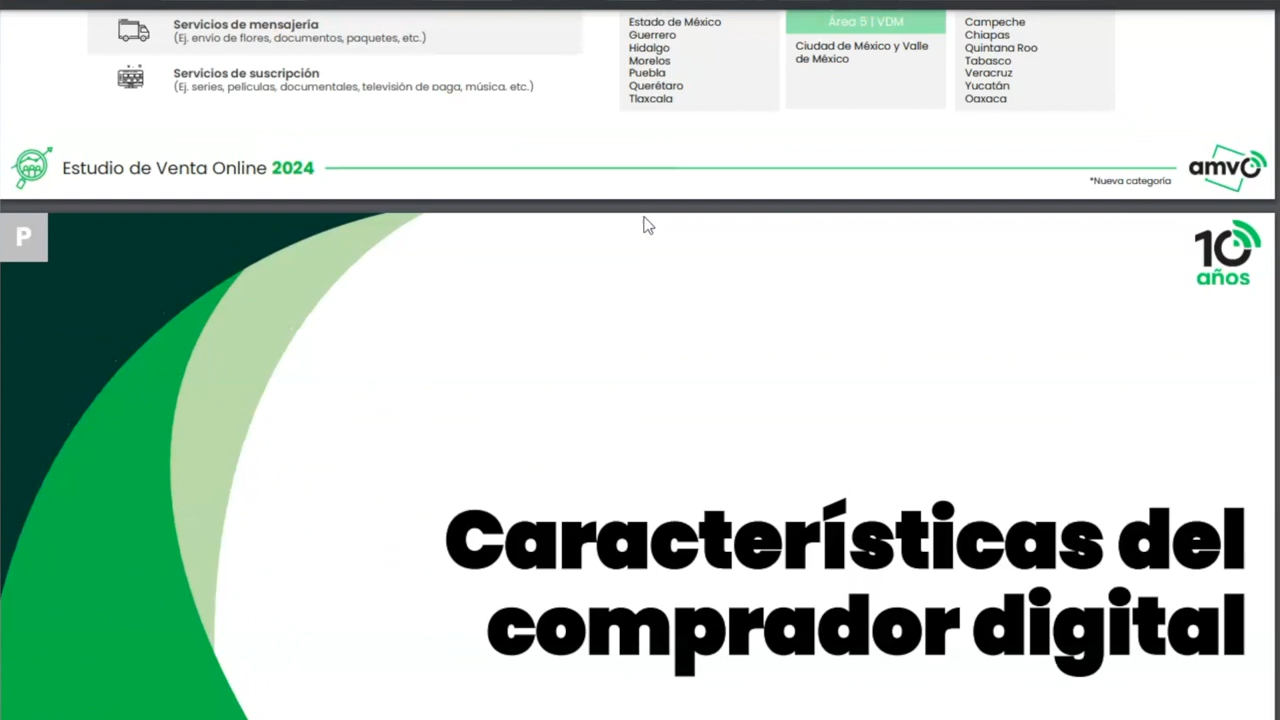 Servicios de mensajería
(Ej. envío de flores, documentos, paquetes, etc.)
Servicios de suscripción
(Ej. series, películas, documentales, televisión de paga, música, etc.)
Estado de México
Guerrero
Hidalgo
Morelos
Puebla
Querétaro
Tlaxcala
Área 5 | VDM
Ciudad de México y Valle
de México
Campeche
Chiapas
Quintana Roo
Tabasco
Veracruz
Yucatán
Oaxaca
Estudio de Venta Online 2024
*Nueva categoría
amvo
P
10
años
Características del
comprador digital